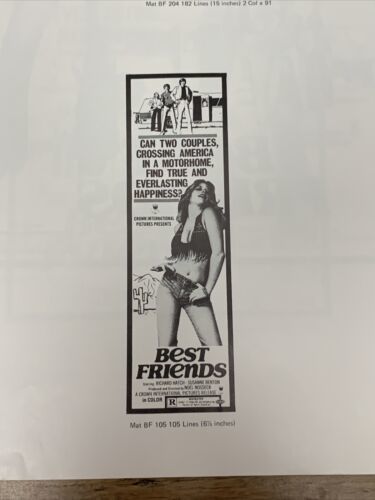 Mat BF 204 182 Lines (15 inches) 2 Col x 91
CAN TWO COUPLES,
CROSSING AMERICA
IN A MOTORHOME,
FIND TRUE AND
EVERLASTING
HAPPINESS?
CROWN INTERNATIONAL
PICTURES PRESENTS
BEST
FRIENDS
Starring RICHARD HATCH · SUSANNE BENTON
Produced and Directed by NOEL NOSSECK
A CROWN INTERNATIONAL PICTURES RELEASE
in COLOR
R
RESTRICTED
Mat BF 105 105 Lines (6½ inches)